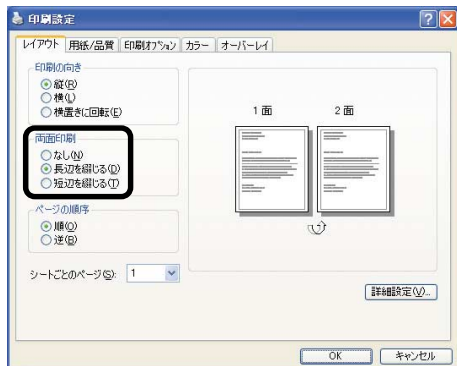 印刷設定
レイアウト 用紙/品質 印刷オプション カラー オーバーレイ
印刷の向き
縦(R)
横(L)
横置きに回転(E)
両面印刷
なし(N)
長辺を綴じる(D)
短辺を綴じる(T)
ページの順序
順(Q)
逆(B)
シートごとのページ(S): 1
1 面 2 面
詳細設定(V)...
OK キャンセル